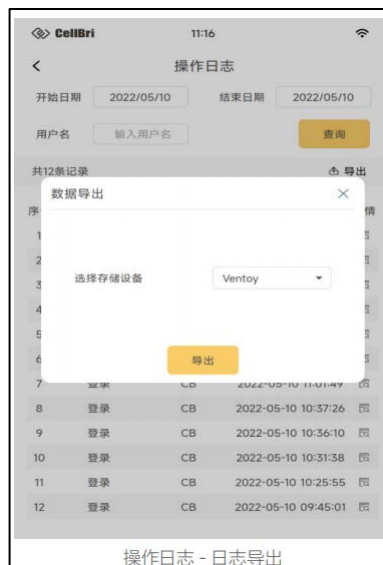 CellBri 11:16
操作日志
开始日期 2022/05/10 结束日期 2022/05/10
用户名 输入用户名 查询
共12条记录 导出
数据导出
选择存储设备 Ventoy
导出
7 登录 CB 2022-05-10 11:01:49
8 登录 CB 2022-05-10 10:37:26
9 登录 CB 2022-05-10 10:36:10
10 登录 CB 2022-05-10 10:31:38
11 登录 CB 2022-05-10 10:25:55
12 登录 CB 2022-05-10 09:45:01
操作日志 - 日志导出